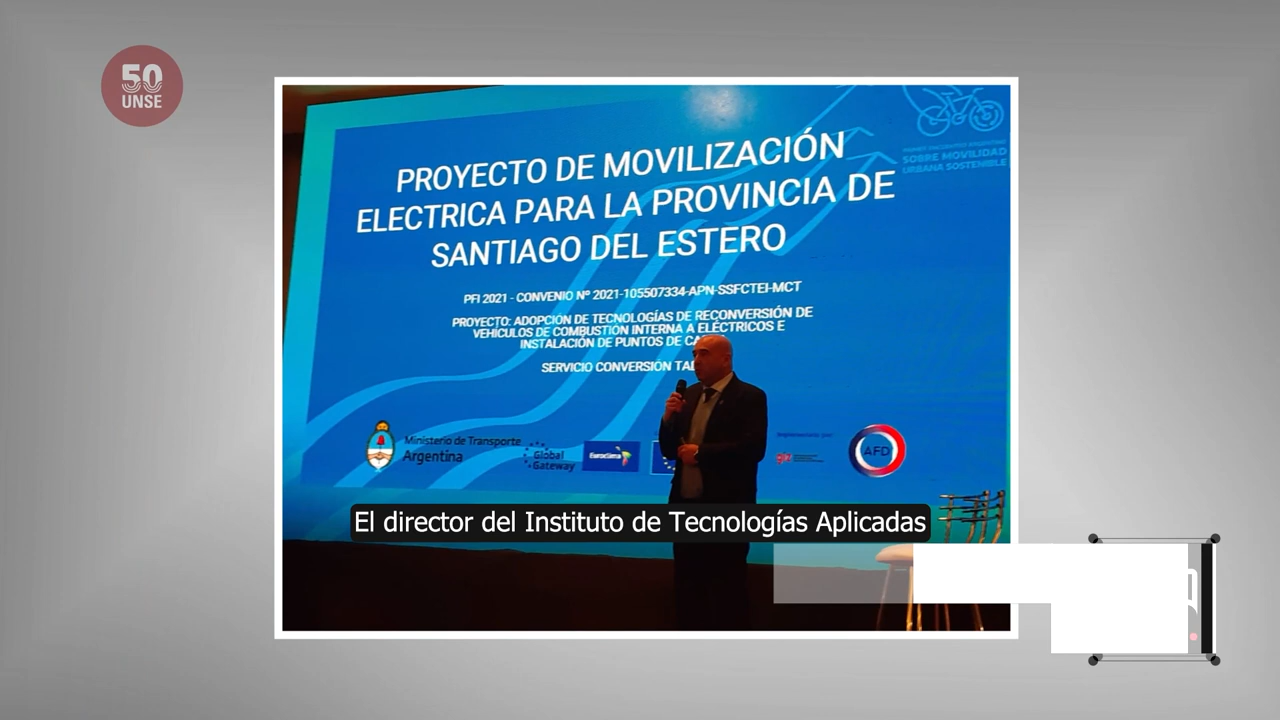 50
UNSE
PROYECTO DE MOVILIZACIÓN
ELECTRICA PARA LA PROVINCIA DE
SANTIAGO DEL ESTERO
PFI 2021 - CONVENIO Nº 2021-105507334-APN-SSFCTEI-MCT
PROYECTO: ADOPCIÓN DE TECNOLOGÍAS DE RECONVERSIÓN DE
VEHÍCULOS DE COMBUSTIÓN INTERNA A ELÉCTRICOS E
INSTALACIÓN DE PUNTOS DE
SERVICIO CONVERSIÓN
SOBRE MOVILIDAD
URBANA SOSTENIBLE
Ministerio de Transporte
Argentina
Global
Gateway
Euroclima
giz
AFD
El director del Instituto de Tecnologías Aplicadas